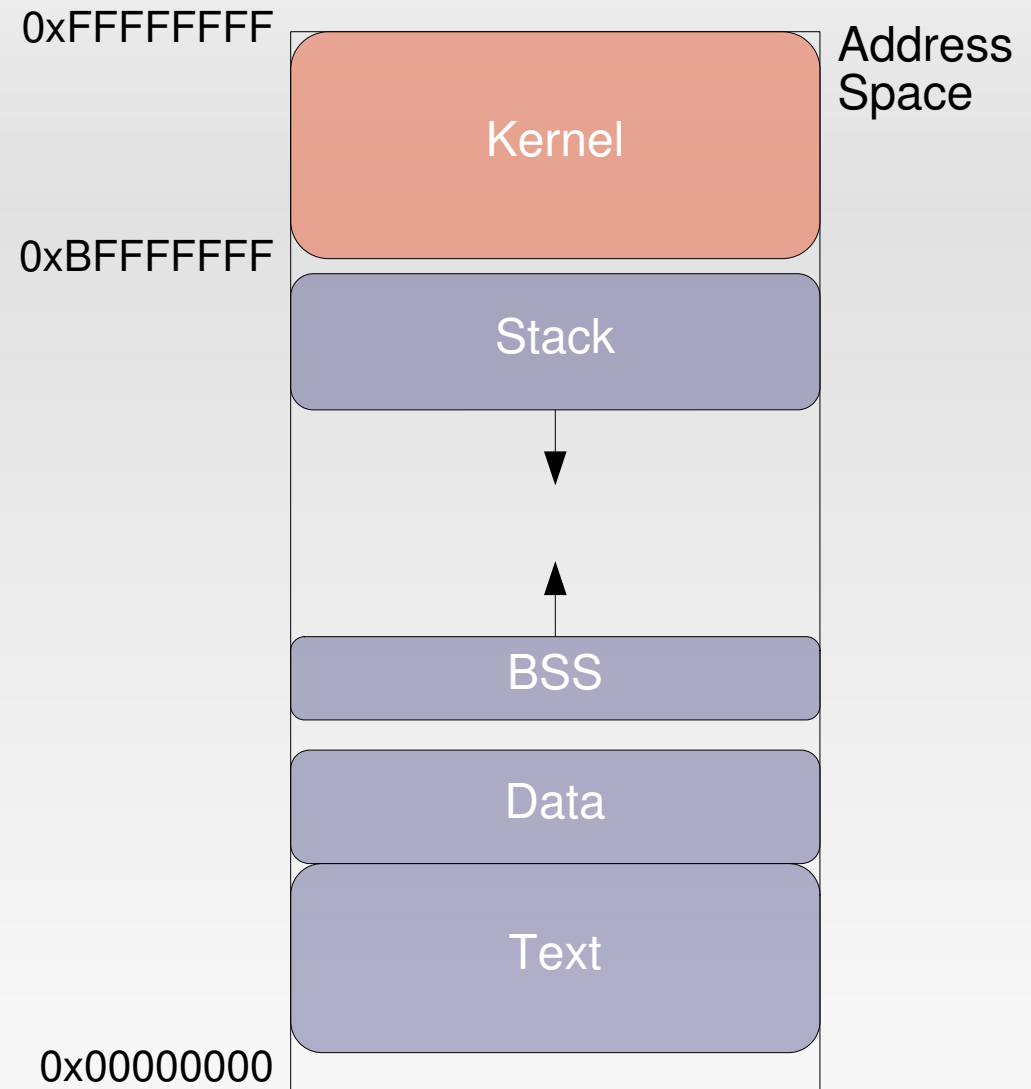 0xFFFFFFFF
Address
Space
Kernel
0xBFFFFFFF
Stack
BSS
Data
Text
0x00000000